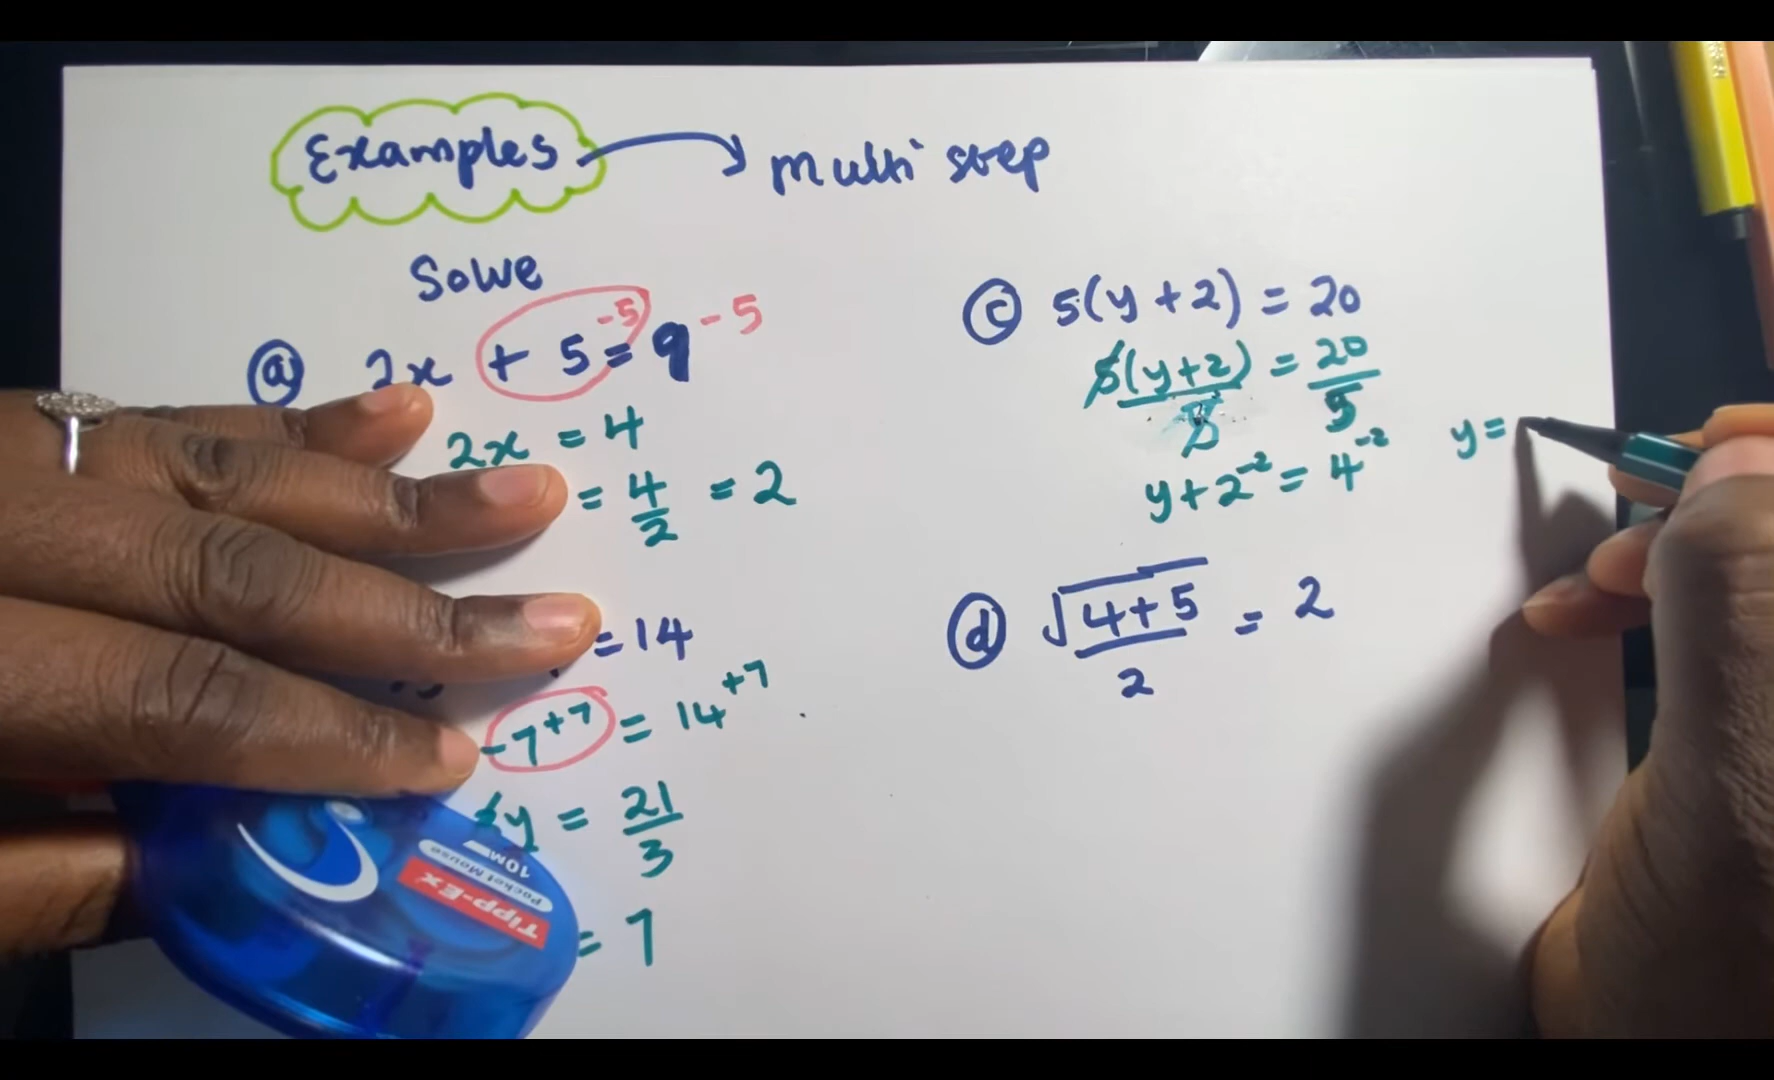 Examples → multi step
Solve
ⓐ 2x + 5⁻⁵ = 9 - 5
2x = 4
= 4/2 = 2
= 14
-7⁺⁷ = 14⁺⁷
y = 21/3
= 7
ⓒ 5(y + 2) = 20
5(y+2)/5 = 20/5
y + 2⁻² = 4⁻²
y =
ⓓ √(4+5)/2 = 2
Tipp-Ex
Pocket Mouse
10M